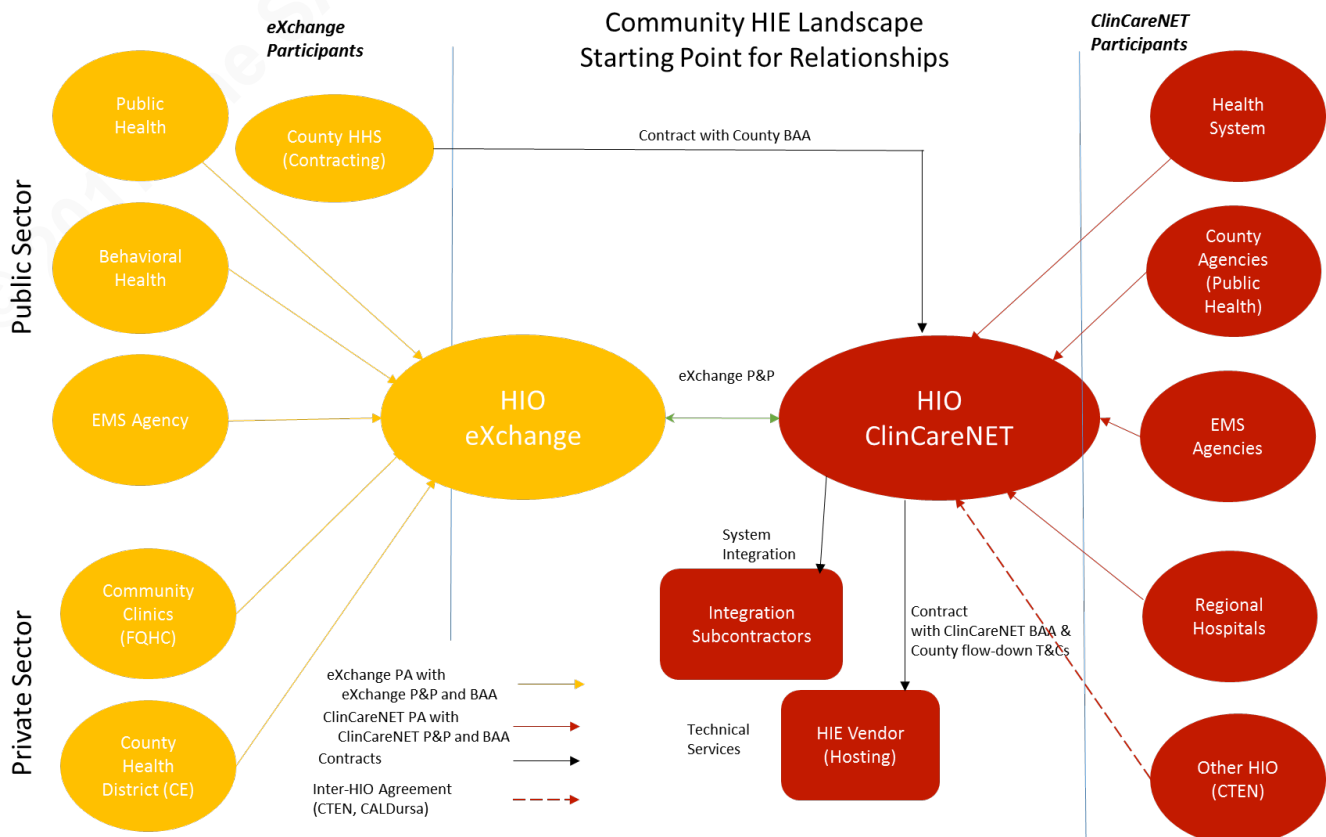 Community HIE Landscape
Starting Point for Relationships
eXchange
Participants
ClinCareNET
Participants
Public Sector
Private Sector
Public
Health
County HHS
(Contracting)
Contract with County BAA
Health
System
Behavioral
Health
County
Agencies
(Public
Health)
EMS Agency
HIO
eXchange
eXchange P&P
HIO
ClinCareNET
EMS
Agencies
Community
Clinics
(FQHC)
System
Integration
Integration
Subcontractors
Contract
with ClinCareNET BAA &
County flow-down T&Cs
Regional
Hospitals
County
Health
District (CE)
eXchange PA with
eXchange P&P and BAA
ClinCareNET PA with
ClinCareNET P&P and BAA
Contracts
Inter-HIO Agreement
(CTEN, CALDursa)
Technical
Services
HIE Vendor
(Hosting)
Other HIO
(CTEN)